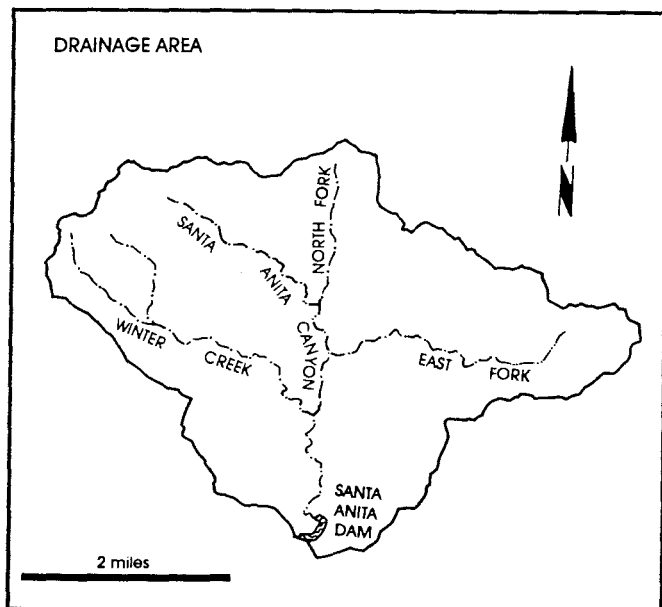 DRAINAGE AREA
N
NORTH FORK
SANTA ANITA CANYON
WINTER CREEK
EAST FORK
SANTA
ANITA
DAM
2 miles